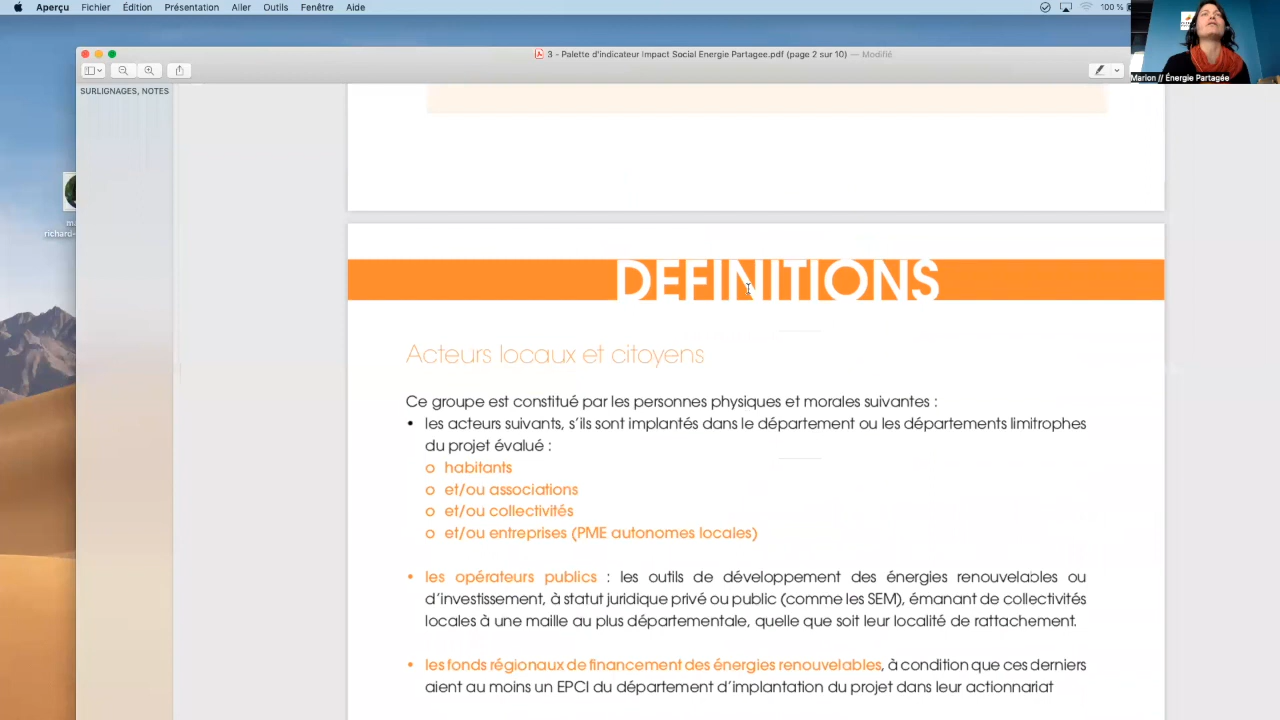 Aperçu Fichier Édition Présentation Aller Outils Fenêtre Aide 100 %
3 - Palette d'indicateur Impact Social Energie Partagee.pdf (page 2 sur 10) — Modifié
Marion // Énergie Partagée
SURLIGNAGES, NOTES
richard-
DEFINITIONS
Acteurs locaux et citoyens
Ce groupe est constitué par les personnes physiques et morales suivantes :
• les acteurs suivants, s'ils sont implantés dans le département ou les départements limitrophes
du projet évalué :
o habitants
o et/ou associations
o et/ou collectivités
o et/ou entreprises (PME autonomes locales)
• les opérateurs publics : les outils de développement des énergies renouvelables ou
d'investissement, à statut juridique privé ou public (comme les SEM), émanant de collectivités
locales à une maille au plus départementale, quelle que soit leur localité de rattachement.
• les fonds régionaux de financement des énergies renouvelables, à condition que ces derniers
aient au moins un EPCI du département d'implantation du projet dans leur actionnariat